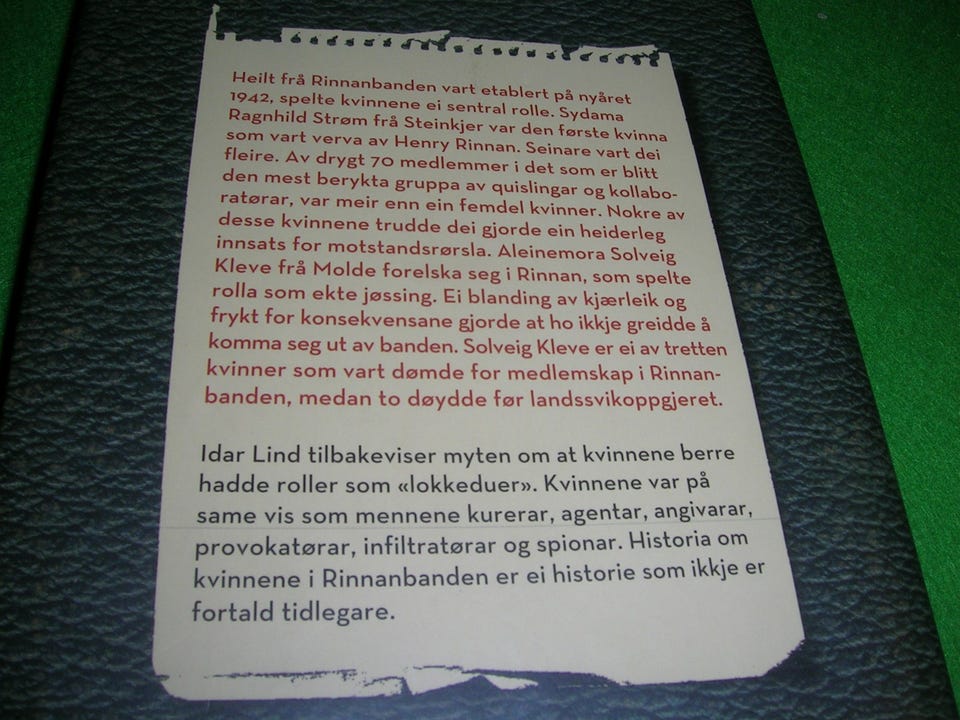 Heilt frå Rinnanbanden vart etablert på nyåret
1942, spelte kvinnene ei sentral rolle. Sydama
Ragnhild Strøm frå Steinkjer var den første kvinna
som vart verva av Henry Rinnan. Seinare vart dei
fleire. Av drygt 70 medlemmer i det som er blitt
den mest berykta gruppa av quislingar og kollabo-
ratørar, var meir enn ein femdel kvinner. Nokre av
desse kvinnene trudde dei gjorde ein heiderleg
innsats for motstandsrørsla. Aleinemora Solveig
Kleve frå Molde forelska seg i Rinnan, som spelte
rolla som ekte jøssing. Ei blanding av kjærleik og
frykt for konsekvensane gjorde at ho ikkje greidde å
komma seg ut av banden. Solveig Kleve er ei av tretten
kvinner som vart dømde for medlemskap i Rinnan-
banden, medan to døydde før landssvikoppgjeret.
Idar Lind tilbakeviser myten om at kvinnene berre
hadde roller som «lokkeduer». Kvinnene var på
same vis som mennene kurerar, agentar, angivarar,
provokatørar, infiltratørar og spionar. Historia om
kvinnene i Rinnanbanden er ei historie som ikkje er
fortald tidlegare.